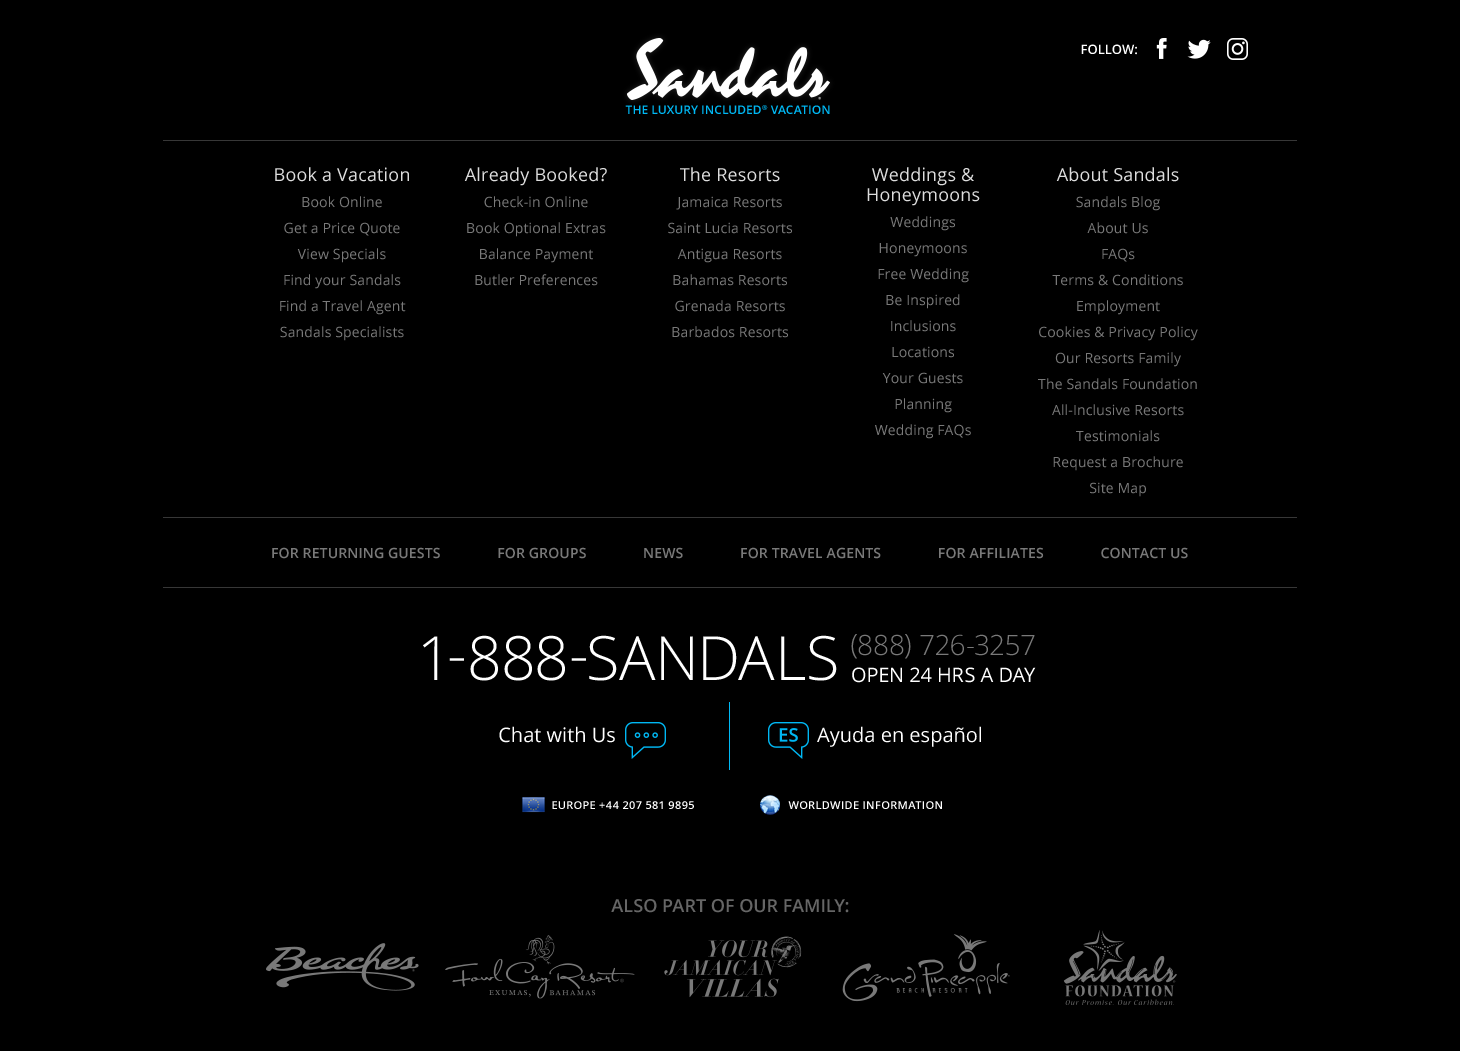 Sandals
THE LUXURY INCLUDED® VACATION
FOLLOW:
Book a Vacation
Book Online
Get a Price Quote
View Specials
Find your Sandals
Find a Travel Agent
Sandals Specialists
Already Booked?
Check-in Online
Book Optional Extras
Balance Payment
Butler Preferences
The Resorts
Jamaica Resorts
Saint Lucia Resorts
Antigua Resorts
Bahamas Resorts
Grenada Resorts
Barbados Resorts
Weddings &
Honeymoons
Weddings
Honeymoons
Free Wedding
Be Inspired
Inclusions
Locations
Your Guests
Planning
Wedding FAQs
About Sandals
Sandals Blog
About Us
FAQs
Terms & Conditions
Employment
Cookies & Privacy Policy
Our Resorts Family
The Sandals Foundation
All-Inclusive Resorts
Testimonials
Request a Brochure
Site Map
FOR RETURNING GUESTS
FOR GROUPS
NEWS
FOR TRAVEL AGENTS
FOR AFFILIATES
CONTACT US
1-888-SANDALS
(888) 726-3257
OPEN 24 HRS A DAY
Chat with Us
ES
Ayuda en español
EUROPE +44 207 581 9895
WORLDWIDE INFORMATION
ALSO PART OF OUR FAMILY:
Beaches
Fowl Cay Resort
EXUMAS, BAHAMAS
YOUR
JAMAICAN
VILLAS
Grand Pineapple
BEACH RESORT
Sandals
FOUNDATION
Our Promise. Our Caribbean